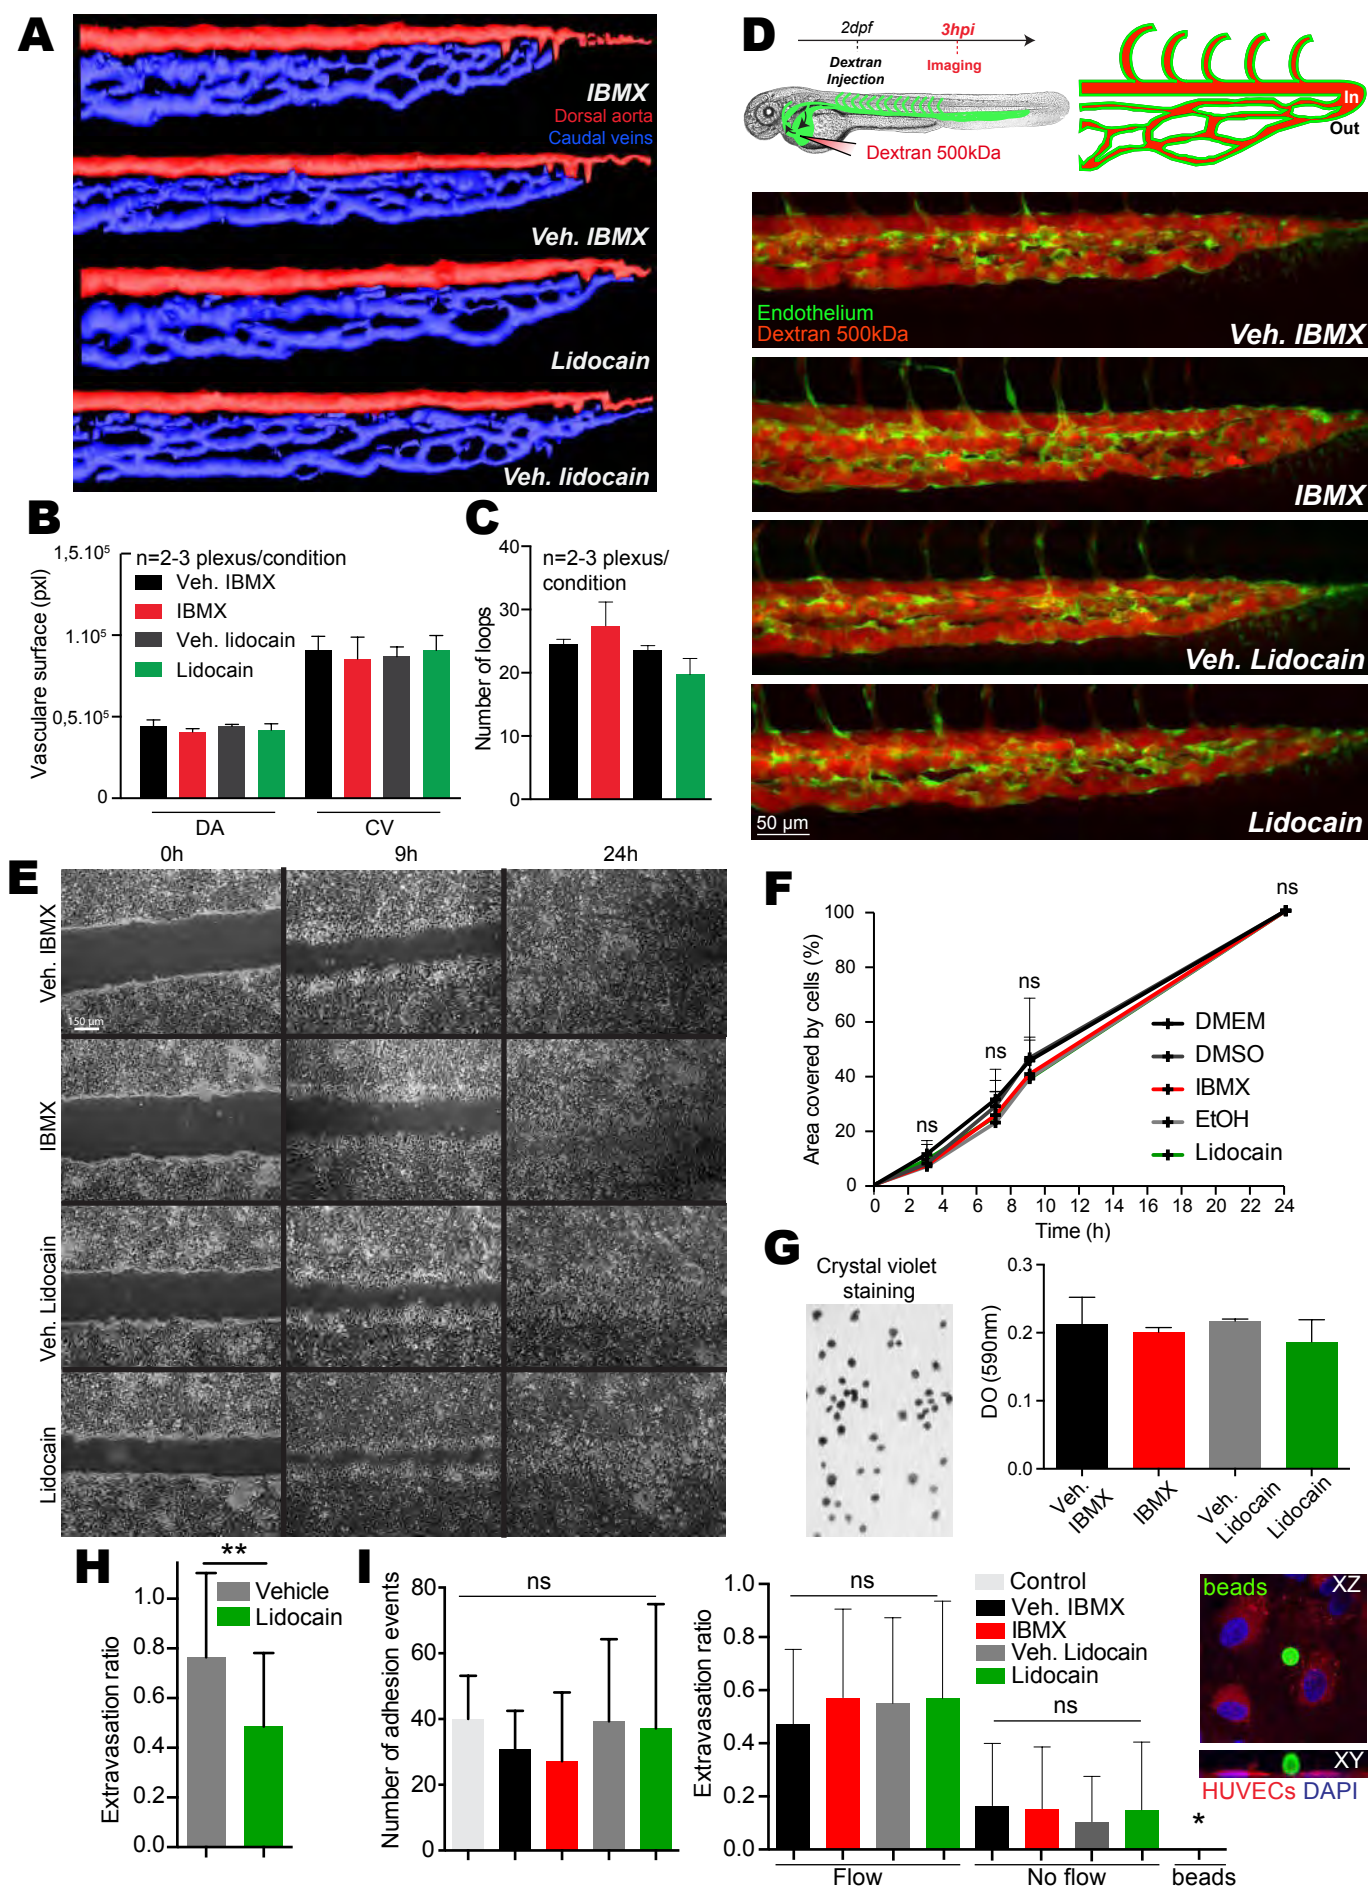 A
IBMX
Dorsal aorta
Caudal veins
Veh. IBMX
Lidocain
Veh. lidocain
B
n=2-3 plexus/condition
Veh. IBMX
IBMX
Veh. lidocain
Lidocain
Vasculare surface (pxl)
1,5.10⁵
1.10⁵
0,5.10⁵
0
DA
CV
C
n=2-3 plexus/
condition
Number of loops
40
30
20
10
0
D
2dpf
3hpi
Dextran
Injection
Imaging
Dextran 500kDa
In
Out
Endothelium
Dextran 500kDa
Veh. IBMX
IBMX
Veh. Lidocain
50 µm
Lidocain
E
0h
9h
24h
Veh. IBMX
150 µm
IBMX
Veh. Lidocain
Lidocain
F
Area covered by cells (%)
100
80
60
40
20
0
ns
ns
ns
ns
DMEM
DMSO
IBMX
EtOH
Lidocain
0 2 4 6 8 10 12 14 16 18 20 22 24
Time (h)
G
Crystal violet
staining
DO (590nm)
0.3
0.2
0.1
0.0
Veh.
IBMX
IBMX
Veh.
Lidocain
Lidocain
H
**
Vehicle
Lidocain
Extravasation ratio
1.0
0.8
0.6
0.4
0.2
0.0
I
Number of adhesion events
80
60
40
20
0
ns
Extravasation ratio
1.0
0.8
0.6
0.4
0.2
0.0
ns
Control
Veh. IBMX
IBMX
Veh. Lidocain
Lidocain
ns
*
Flow
No flow
beads
beads
XZ
XY
HUVECs DAPI